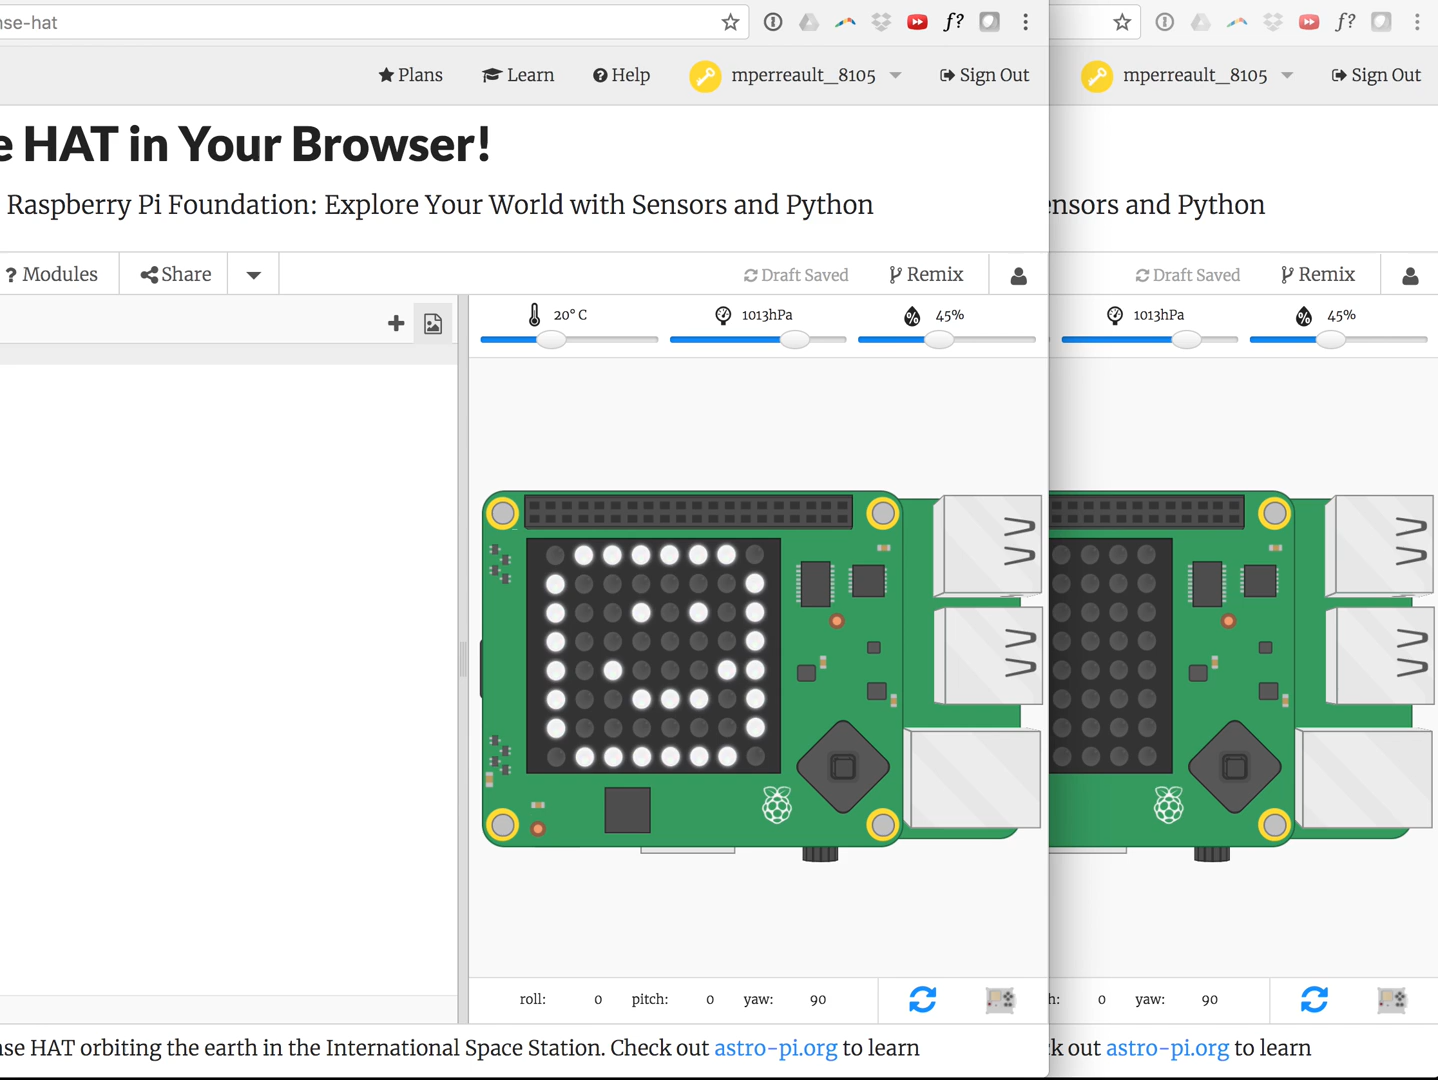 se-hat
f? f?
Plans Learn Help mperreault_8105 Sign Out mperreault_8105 Sign Out
e HAT in Your Browser!
Raspberry Pi Foundation: Explore Your World with Sensors and Python ensors and Python
? Modules Share Draft Saved Remix Draft Saved Remix
20° C 1013hPa % 45% 1013hPa % 45%
roll: 0 pitch: 0 yaw: 90 h: 0 yaw: 90
nse HAT orbiting the earth in the International Space Station. Check out astro-pi.org to learn k out astro-pi.org to learn